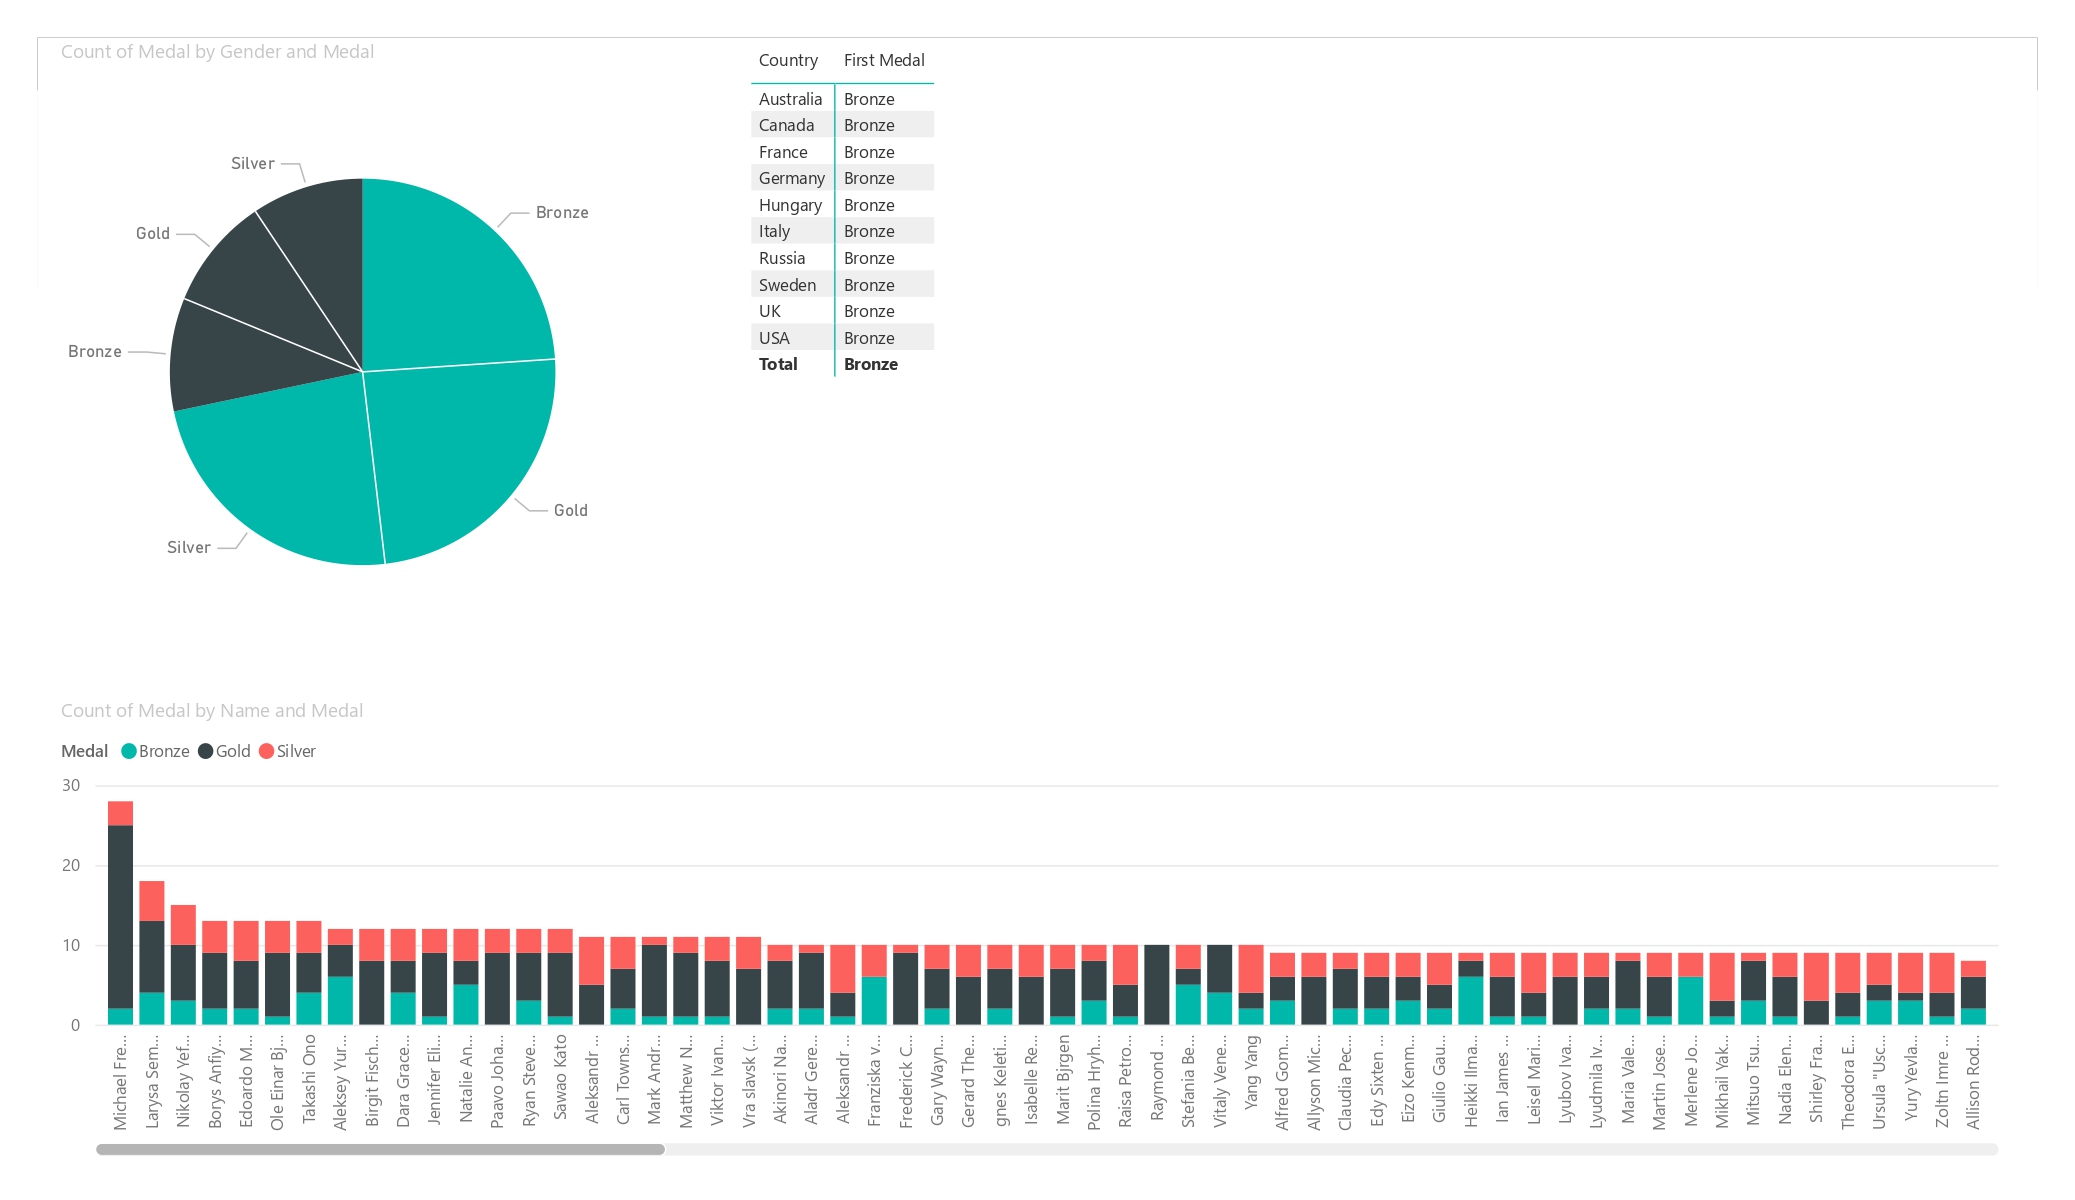 Count of Medal by Gender and Medal
Silver
Bronze
Gold
Bronze
Gold
Silver
Country First Medal
Australia Bronze
Canada Bronze
France Bronze
Germany Bronze
Hungary Bronze
Italy Bronze
Russia Bronze
Sweden Bronze
UK Bronze
USA Bronze
Total Bronze
Count of Medal by Name and Medal
Medal Bronze Gold Silver
30
20
10
0
Michael Fre...
Larysa Sem...
Nikolay Yef...
Borys Anfiy...
Edoardo M...
Ole Einar Bj...
Takashi Ono
Aleksey Yur...
Birgit Fisch...
Dara Grace...
Jennifer Eli...
Natalie An...
Paavo Joha...
Ryan Steve...
Sawao Kato
Aleksandr ...
Carl Towns...
Mark Andr...
Matthew N...
Viktor Ivan...
Vra slavsk (...
Akinori Na...
Aladr Gere...
Aleksandr ...
Franziska v...
Frederick C...
Gary Wayn...
Gerard The...
gnes Keleti...
Isabelle Re...
Marit Bjrgen
Polina Hryh...
Raisa Petro...
Raymond ...
Stefania Be...
Vitaly Vene...
Yang Yang
Alfred Gom...
Allyson Mic...
Claudia Pec...
Edy Sixten ...
Eizo Kenm...
Giulio Gau...
Heikki Ilma...
Ian James ...
Leisel Mari...
Lyubov Iva...
Lyudmila Iv...
Maria Vale...
Martin Jose...
Merlene Jo...
Mikhail Yak...
Mitsuo Tsu...
Nadia Elen...
Shirley Fra...
Theodora E...
Ursula "Usc...
Yury Yevla...
Zoltn Imre ...
Allison Rod...